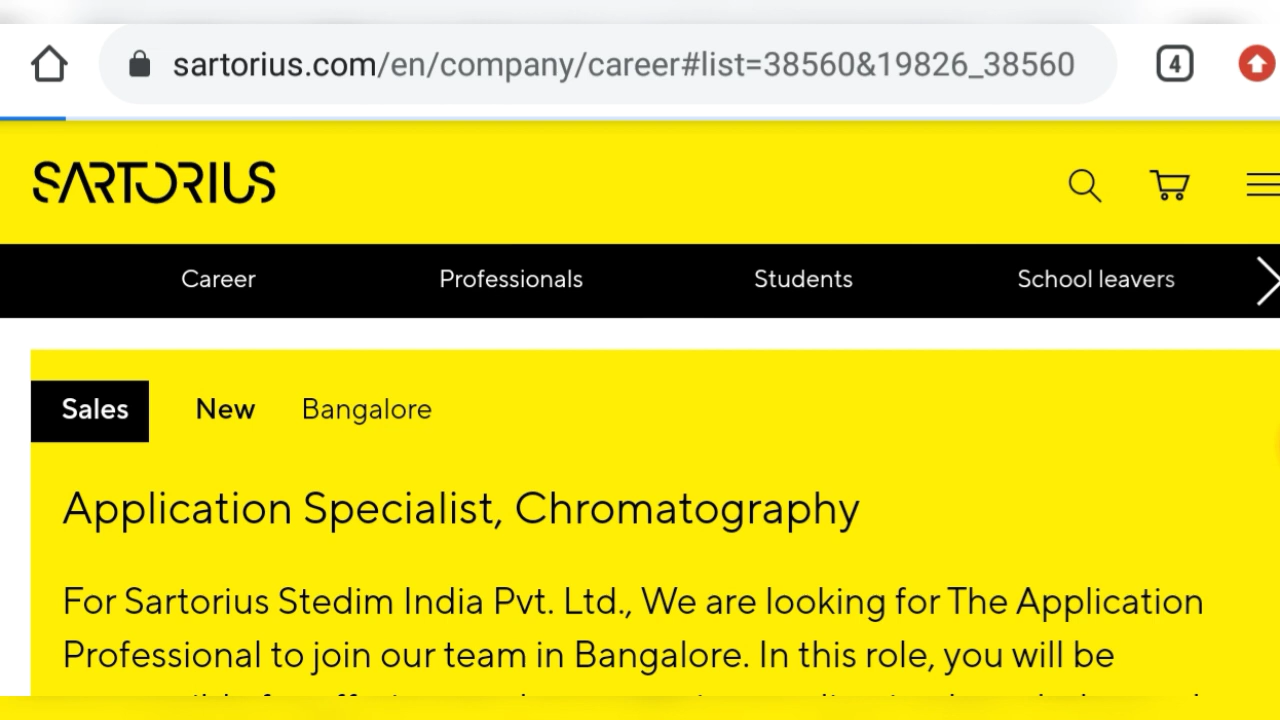 sartorius.com/en/company/career#list=38560&19826_38560
4
SARTORIUS
Career Professionals Students School leavers
Sales New Bangalore
Application Specialist, Chromatography
For Sartorius Stedim India Pvt. Ltd., We are looking for The Application
Professional to join our team in Bangalore. In this role, you will be